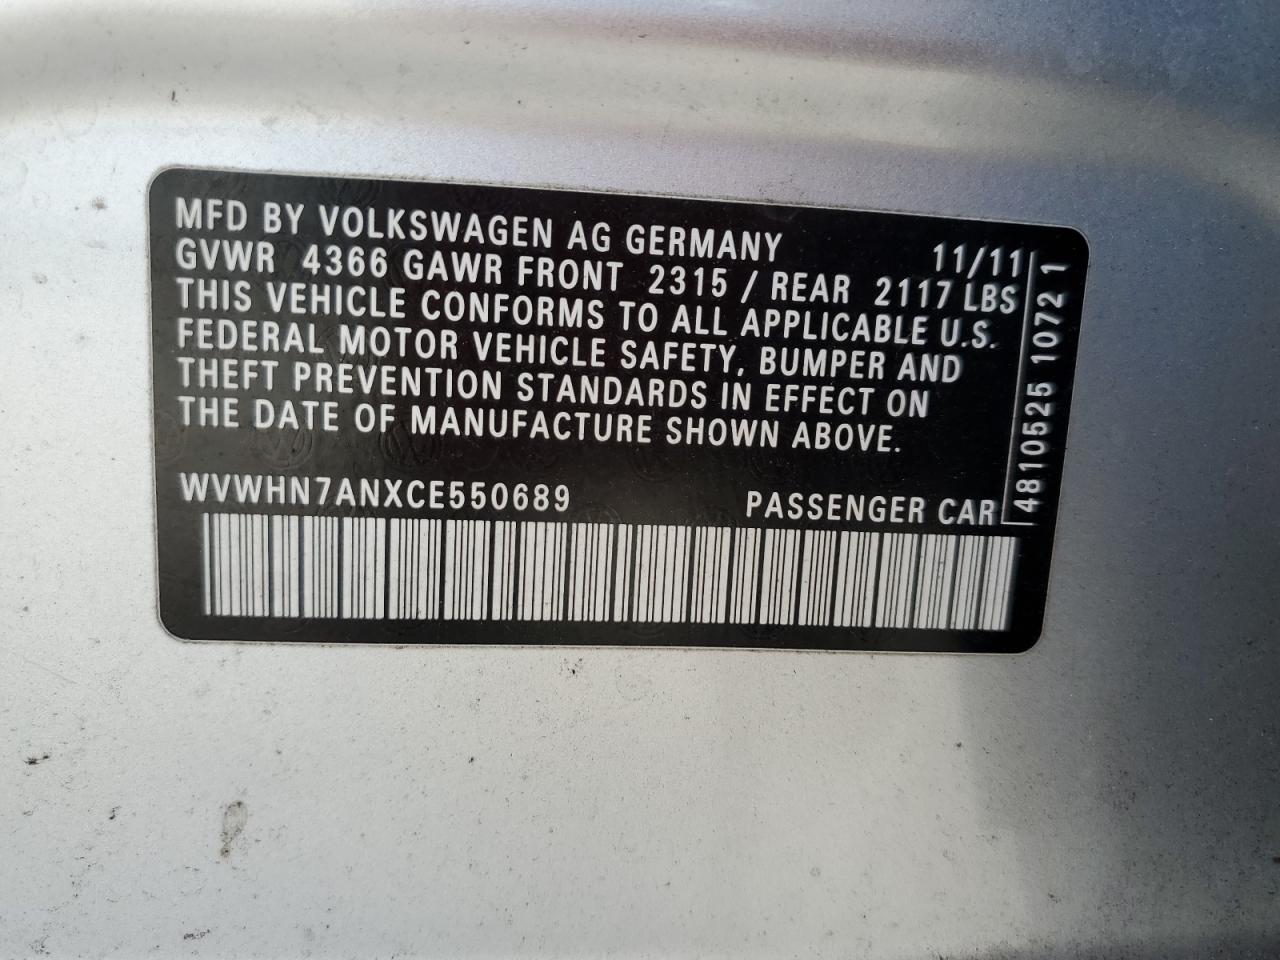 MFD BY VOLKSWAGEN AG GERMANY 11/11
GVWR 4366 GAWR FRONT 2315 / REAR 2117 LBS
THIS VEHICLE CONFORMS TO ALL APPLICABLE U.S.
FEDERAL MOTOR VEHICLE SAFETY, BUMPER AND
THEFT PREVENTION STANDARDS IN EFFECT ON
THE DATE OF MANUFACTURE SHOWN ABOVE.
WVWHN7ANXCE550689 PASSENGER CAR
4810525 1072 1